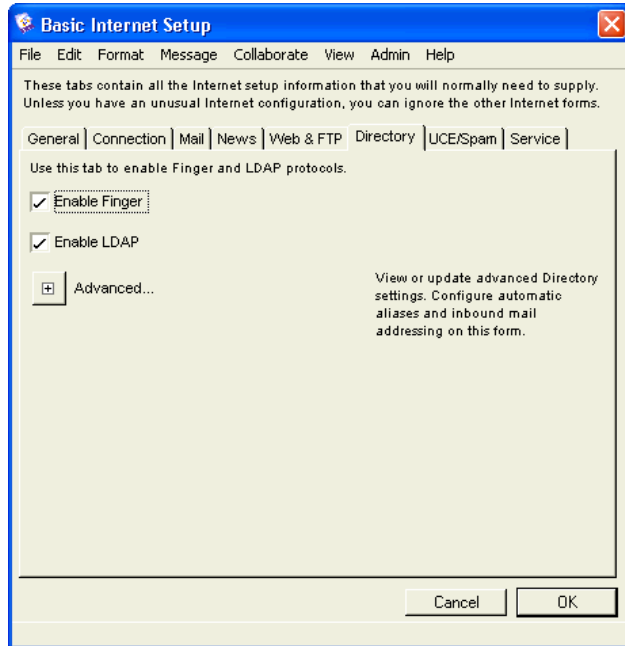 Basic Internet Setup
File Edit Format Message Collaborate View Admin Help
These tabs contain all the Internet setup information that you will normally need to supply.
Unless you have an unusual Internet configuration, you can ignore the other Internet forms.
General Connection Mail News Web & FTP Directory UCE/Spam Service
Use this tab to enable Finger and LDAP protocols.
Enable Finger
Enable LDAP
Advanced...
View or update advanced Directory
settings. Configure automatic
aliases and inbound mail
addressing on this form.
Cancel OK